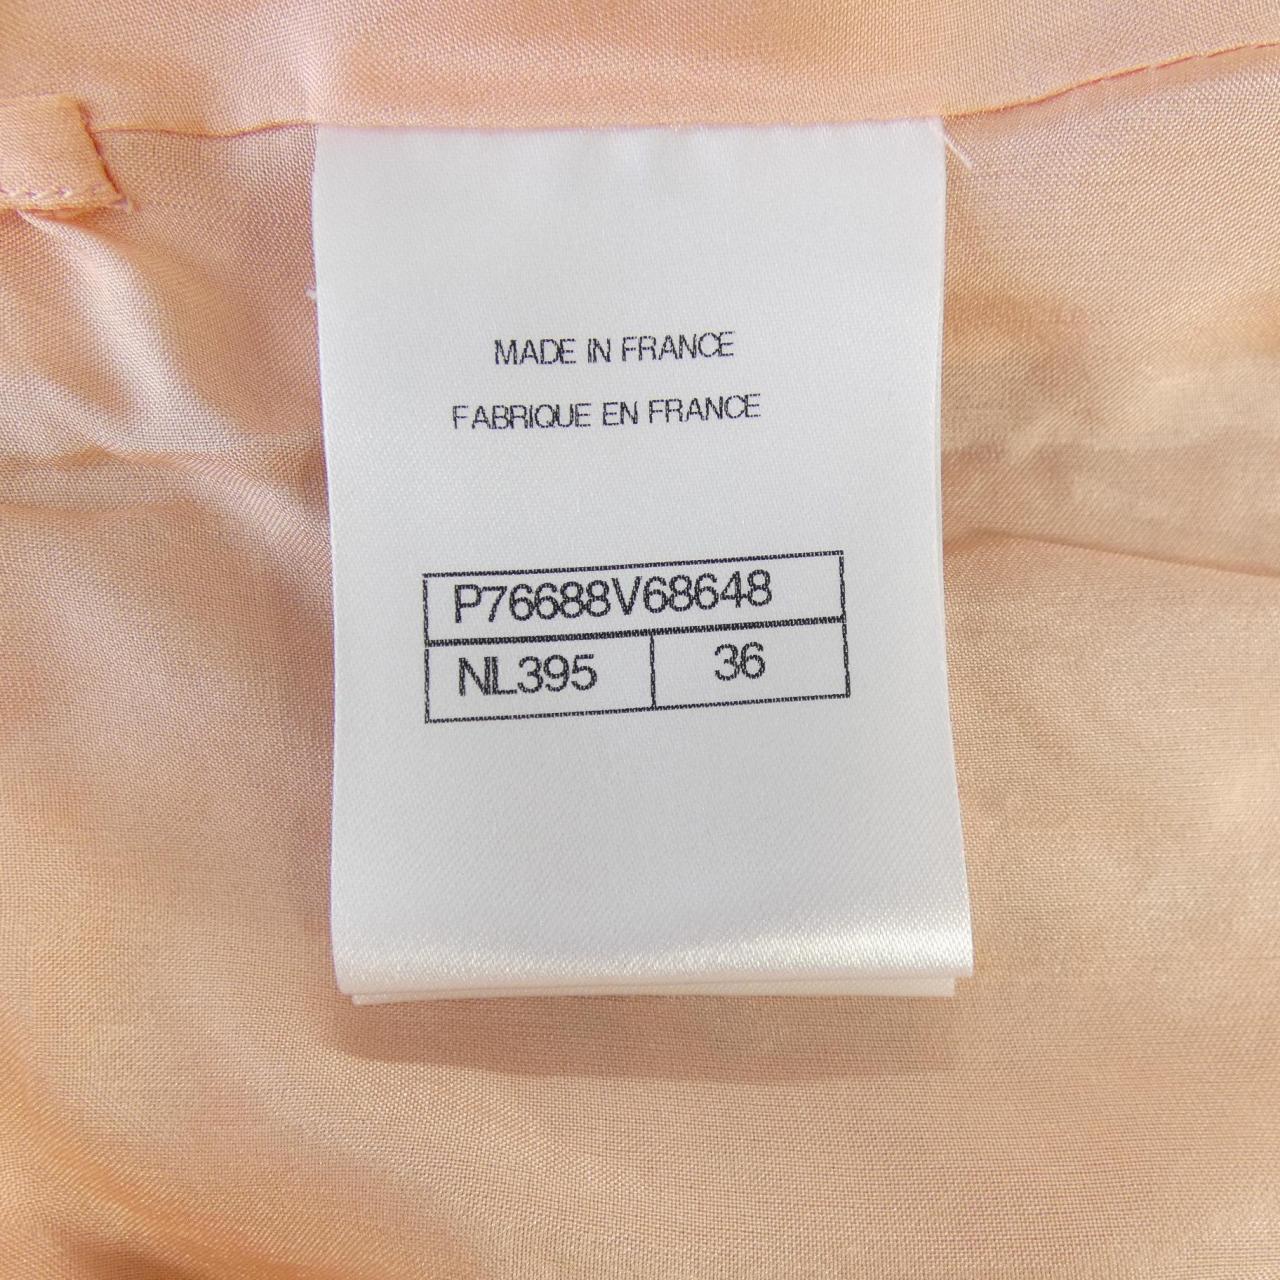 MADE IN FRANCE
FABRIQUE EN FRANCE
P76688V68648
NL395 36